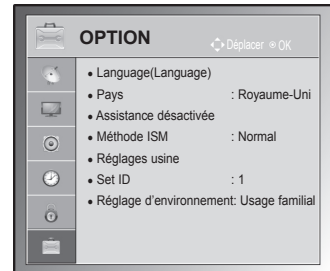 OPTION
Déplacer OK
• Language(Language)
• Pays : Royaume-Uni
• Assistance désactivée
• Méthode ISM : Normal
• Réglages usine
• Set ID : 1
• Réglage d’environnement: Usage familial